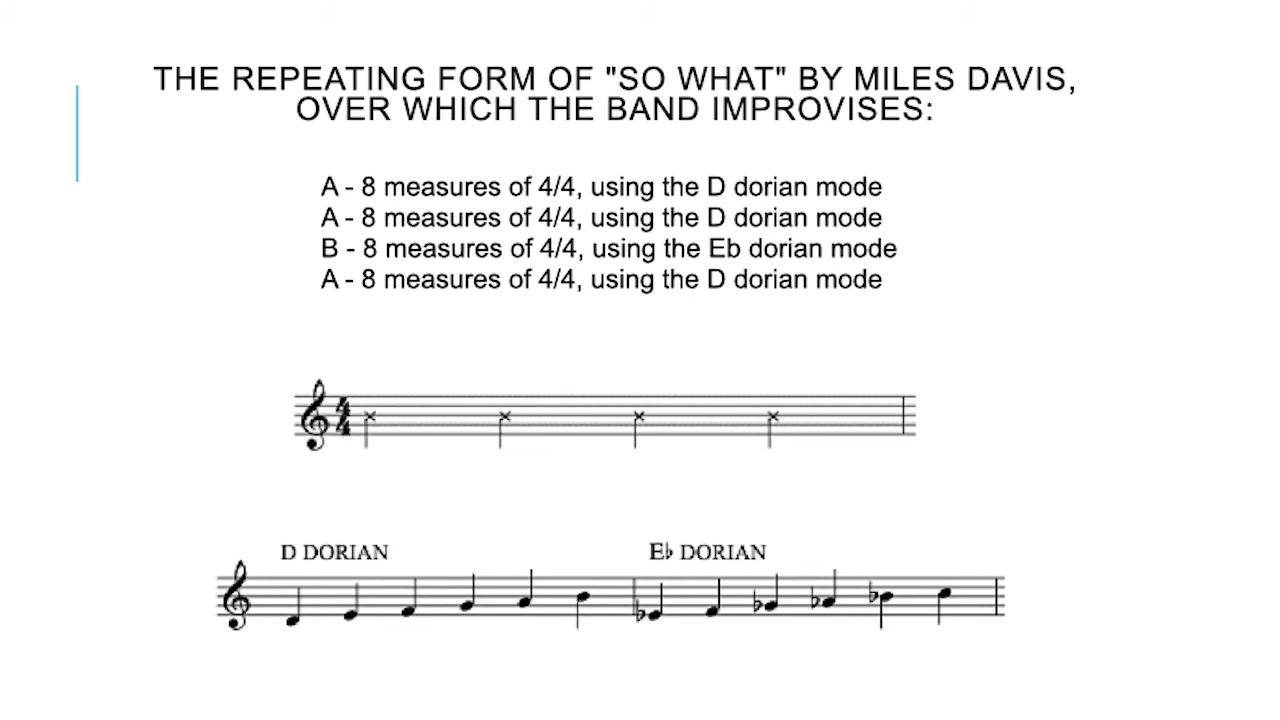 THE REPEATING FORM OF "SO WHAT" BY MILES DAVIS,
OVER WHICH THE BAND IMPROVISES:
A - 8 measures of 4/4, using the D dorian mode
A - 8 measures of 4/4, using the D dorian mode
B - 8 measures of 4/4, using the Eb dorian mode
A - 8 measures of 4/4, using the D dorian mode
4
4
D DORIAN E♭ DORIAN